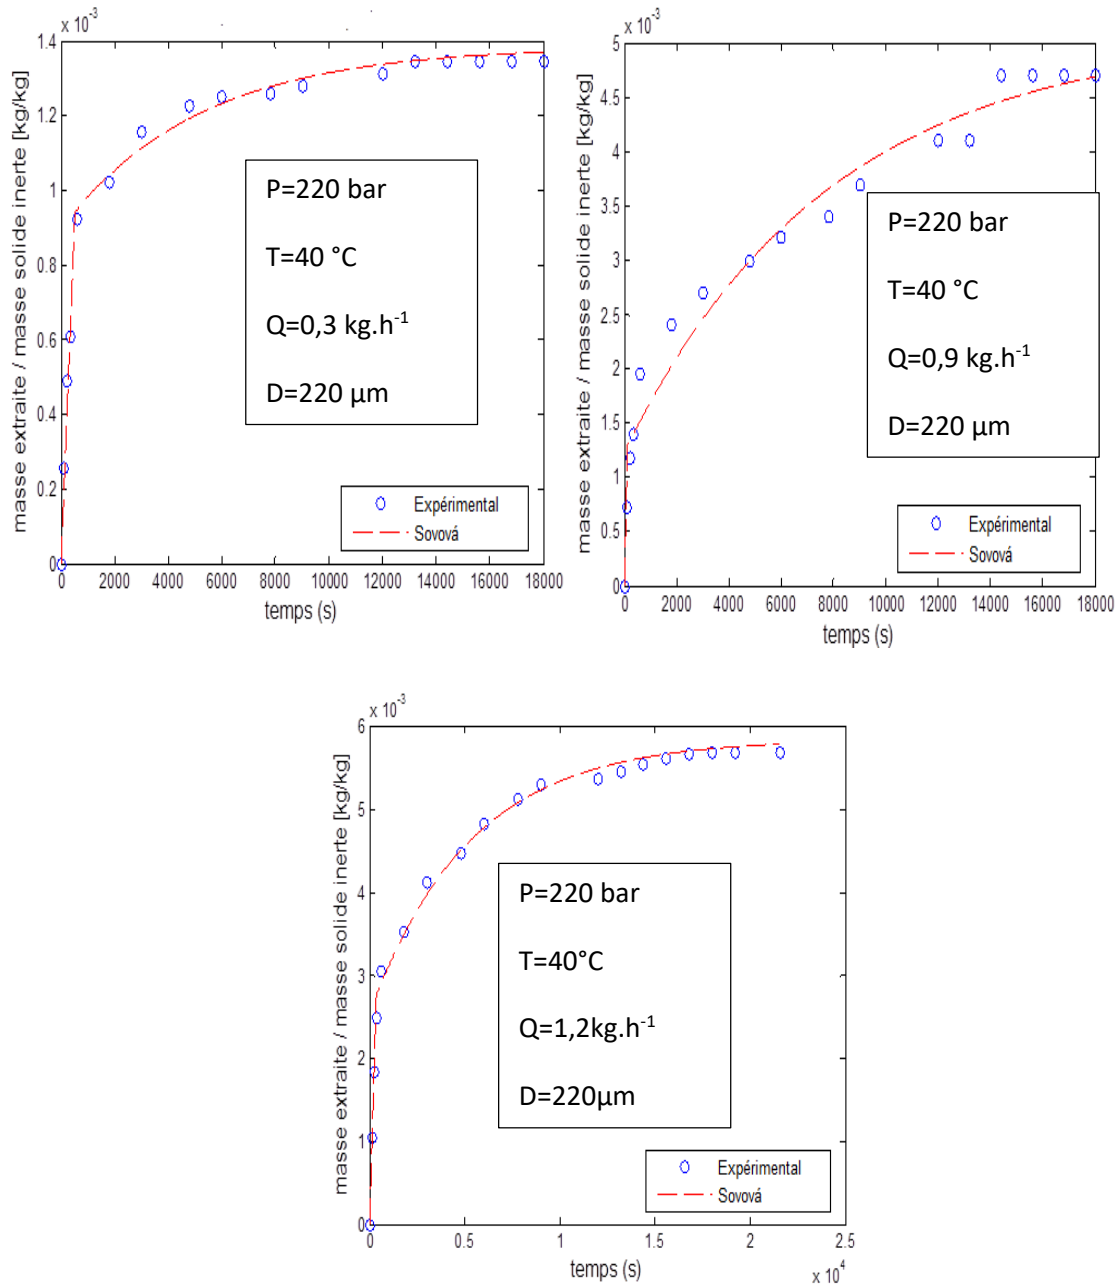 x 10⁻³
1.4
1.2
1
0.8
0.6
0.4
0.2
0
masse extraite / masse solide inerte [kg/kg]
P=220 bar
T=40 °C
Q=0,3 kg.h⁻¹
D=220 µm
Expérimental
Sovová
0 2000 4000 6000 8000 10000 12000 14000 16000 18000
temps (s)
x 10⁻³
5
4.5
4
3.5
3
2.5
2
1.5
1
0.5
0
masse extraite / masse solide inerte [kg/kg]
P=220 bar
T=40 °C
Q=0,9 kg.h⁻¹
D=220 µm
Expérimental
Sovová
0 2000 4000 6000 8000 10000 12000 14000 16000 18000
temps (s)
x 10⁻³
6
5
4
3
2
1
0
masse extraite / masse solide inerte [kg/kg]
P=220 bar
T=40°C
Q=1,2kg.h⁻¹
D=220µm
Expérimental
Sovová
0 0.5 1 1.5 2 2.5
x 10⁴
temps (s)